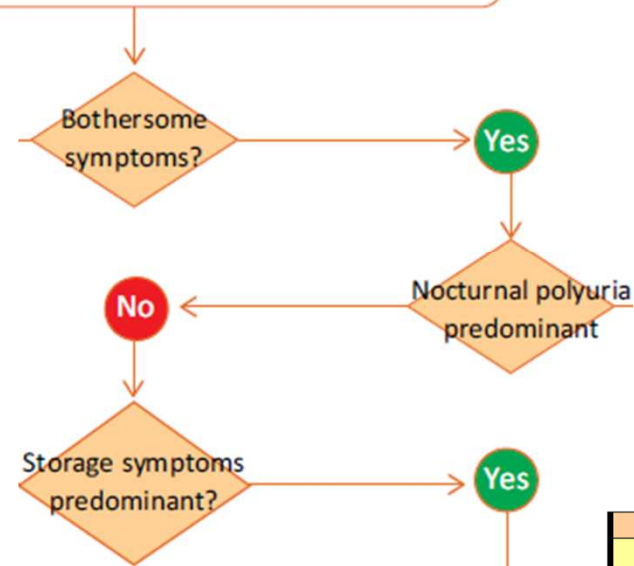 Bothersome
symptoms?
Yes
Nocturnal polyuria
predominant
No
Storage symptoms
predominant?
Yes